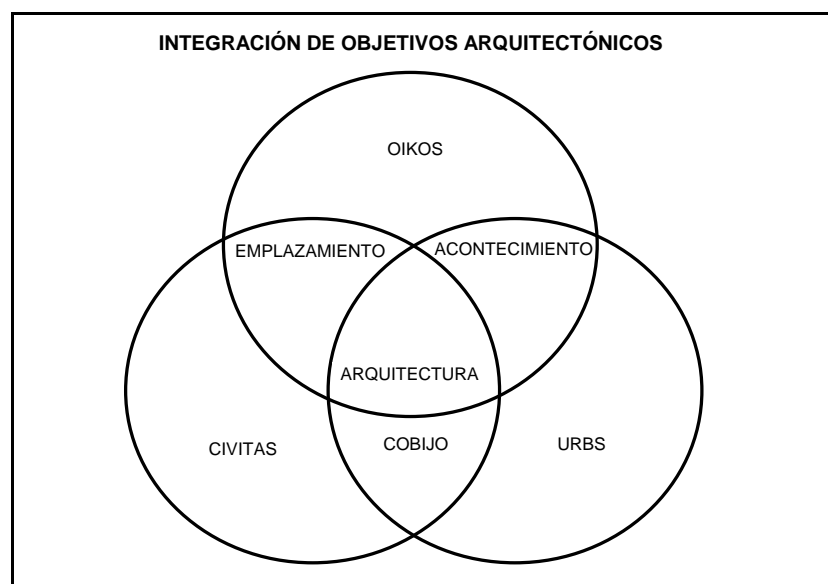 INTEGRACIÓN DE OBJETIVOS ARQUITECTÓNICOS
OIKOS
EMPLAZAMIENTO ACONTECIMIENTO
ARQUITECTURA
CIVITAS COBIJO URBS